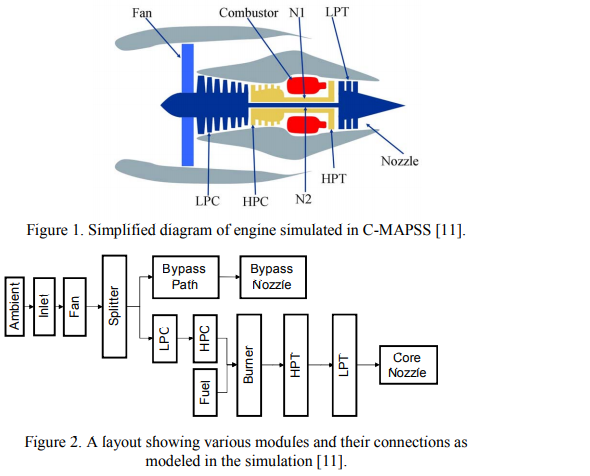 Fan Combustor N1 LPT
Nozzle
HPT
LPC HPC N2
Figure 1. Simplified diagram of engine simulated in C-MAPSS [11].
Ambient
Inlet
Fan
Splitter
Bypass
Path
Bypass
Nozzle
LPC
HPC
Fuel
Burner
HPT
LPT
Core
Nozzle
Figure 2. A layout showing various modules and their connections as
modeled in the simulation [11].